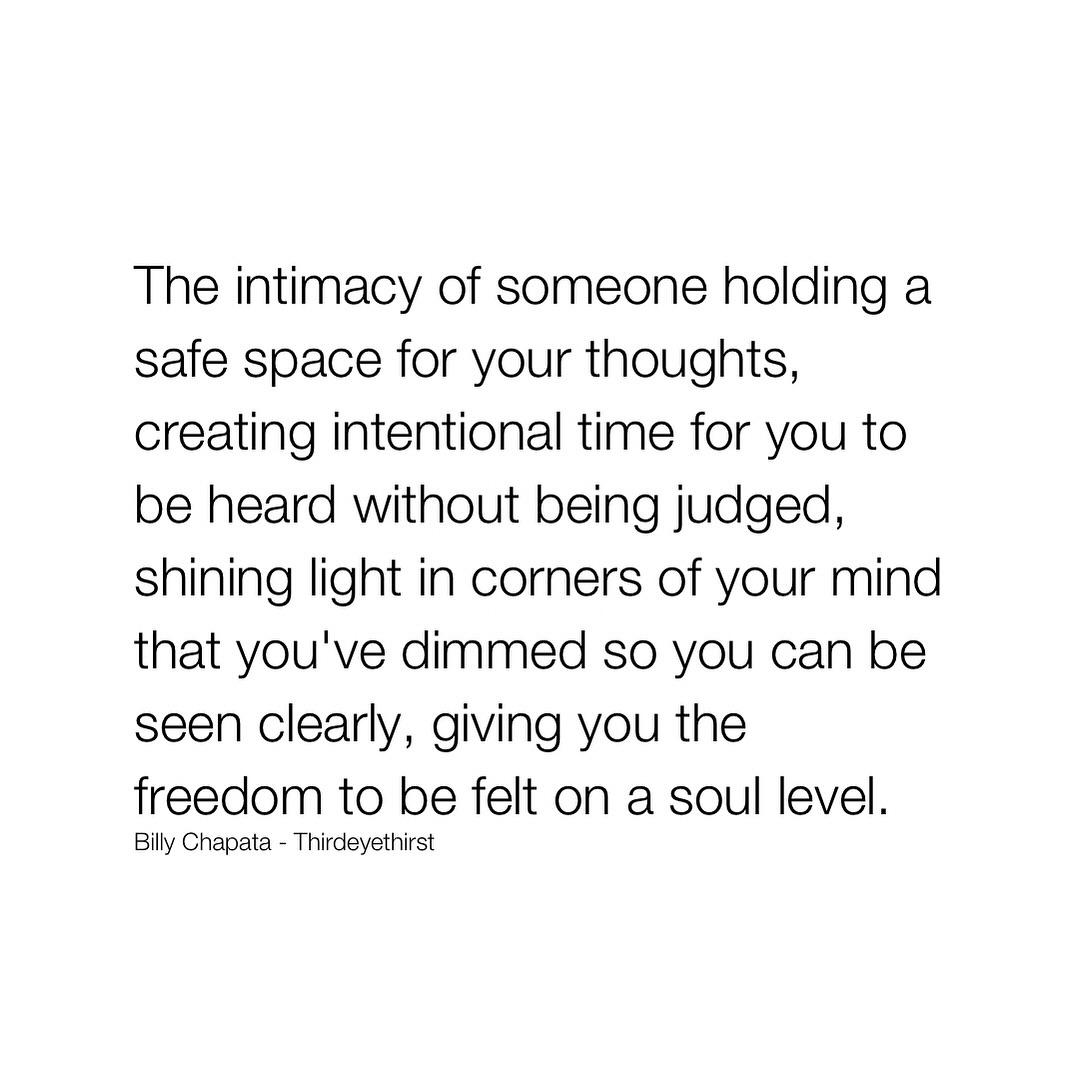 The intimacy of someone holding a
safe space for your thoughts,
creating intentional time for you to
be heard without being judged,
shining light in corners of your mind
that you've dimmed so you can be
seen clearly, giving you the
freedom to be felt on a soul level.
Billy Chapata - Thirdeyethirst